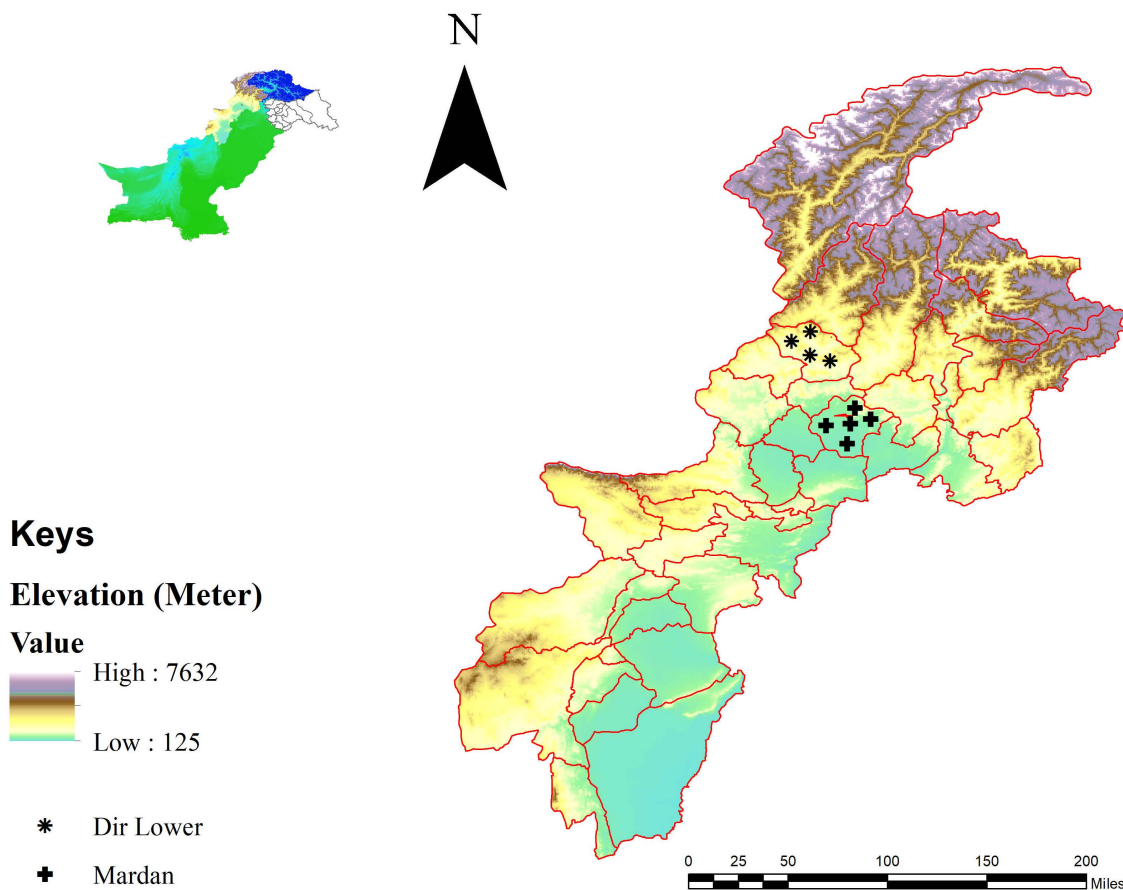 N
Keys
Elevation (Meter)
Value
High : 7632
Low : 125
Dir Lower
Mardan
0 25 50 100 150 200
Miles